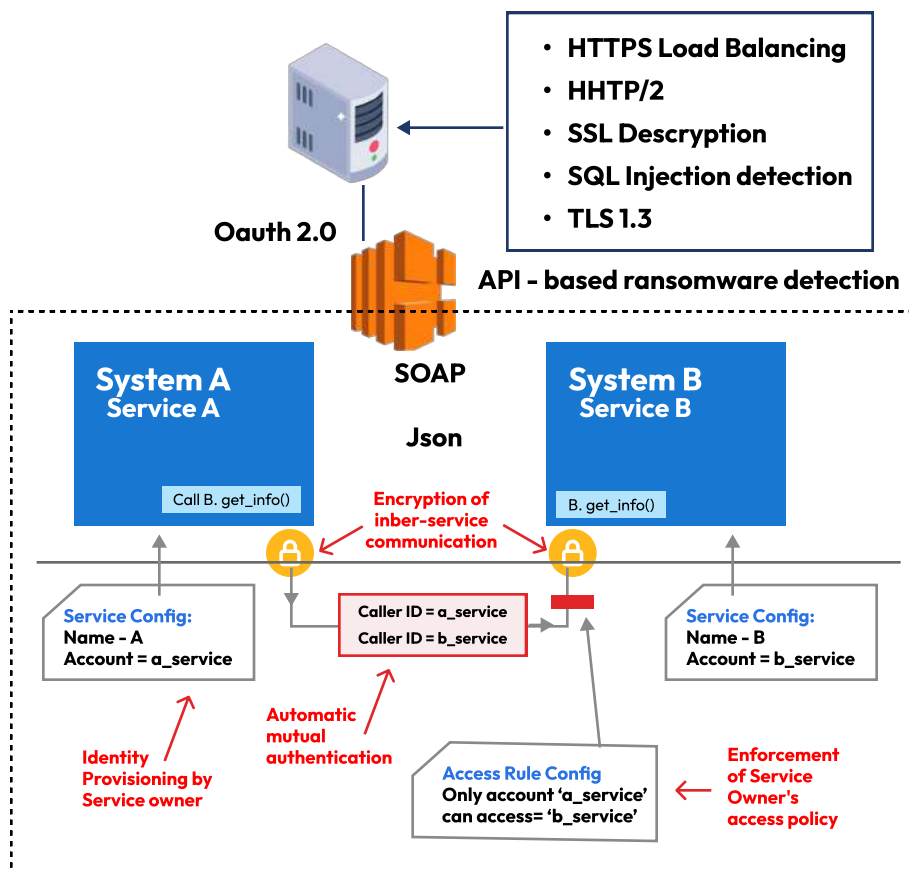 • HTTPS Load Balancing
• HHTP/2
• SSL Descryption
• SQL Injection detection
• TLS 1.3
Oauth 2.0
API - based ransomware detection
SOAP
Json
System A
Service A
Call B. get_info()
System B
Service B
B. get_info()
Encryption of
inber-service
communication
Service Config:
Name - A
Account = a_service
Caller ID = a_service
Caller ID = b_service
Service Config:
Name - B
Account = b_service
Identity
Provisioning by
Service owner
Automatic
mutual
authentication
Access Rule Config
Only account ‘a_service’
can access= ‘b_service’
Enforcement
of Service
Owner's
access policy